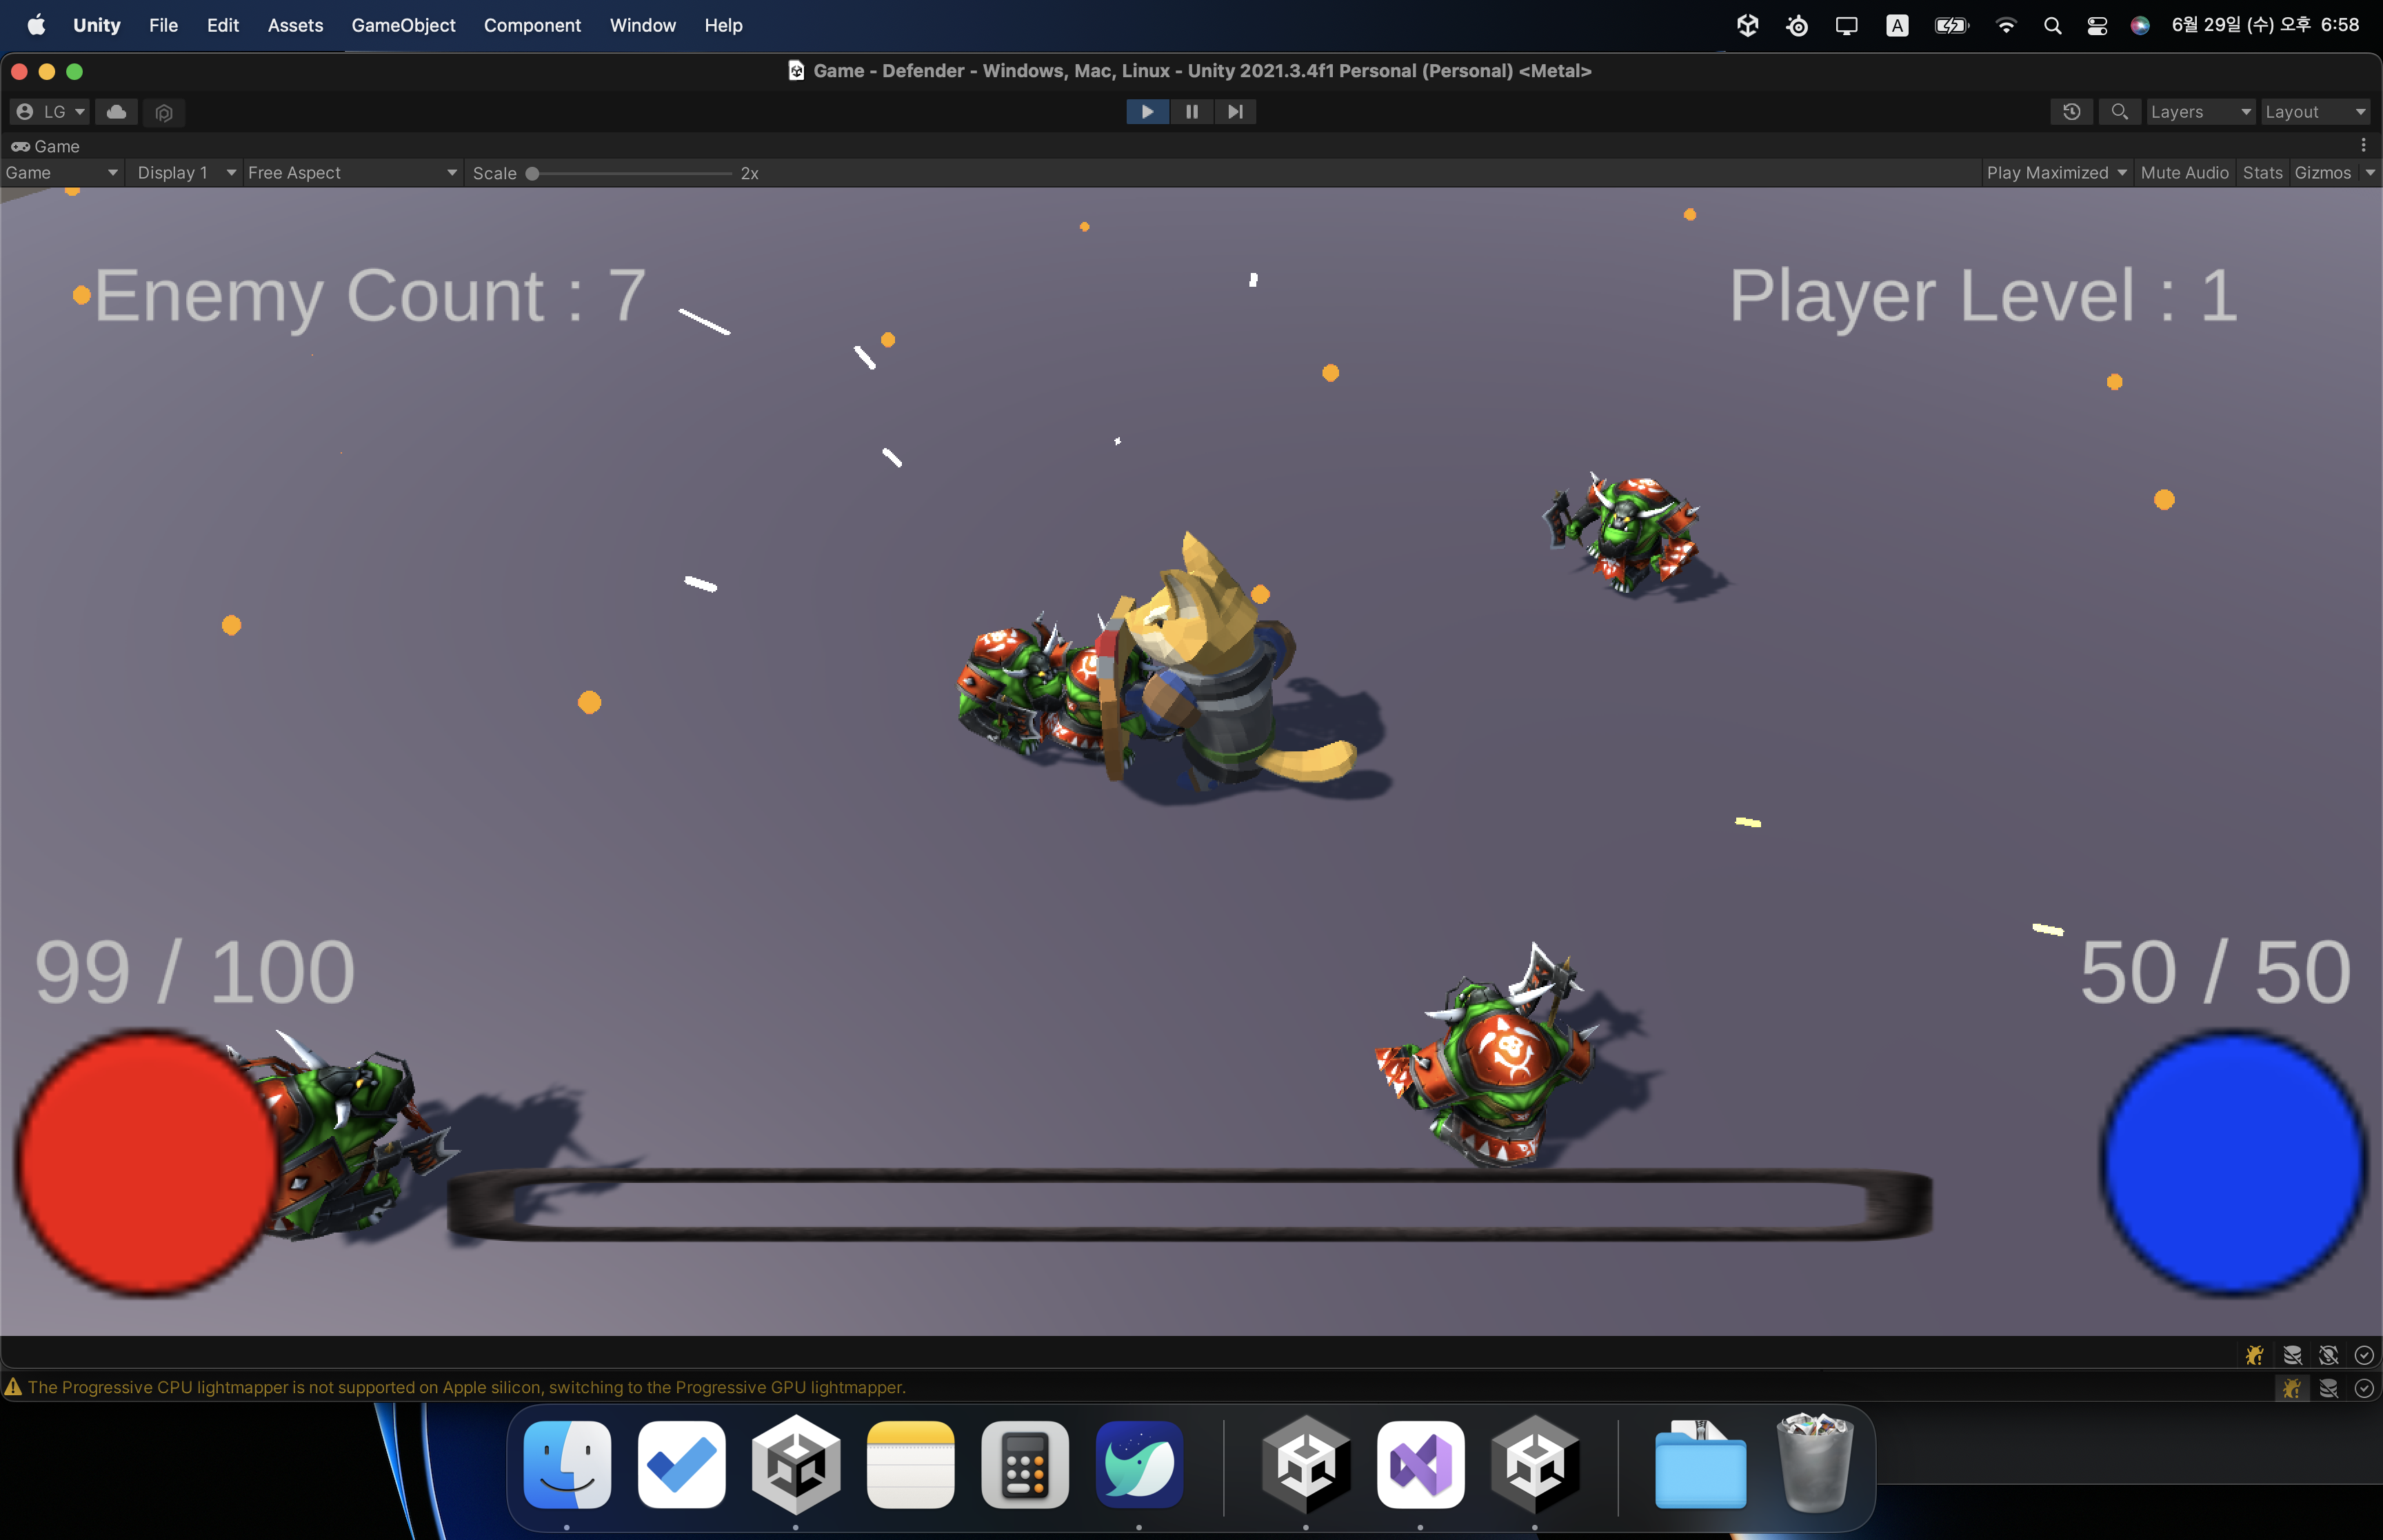 Unity File Edit Assets GameObject Component Window Help A 6월 29일 (수) 오후 6:58
Game - Defender - Windows, Mac, Linux - Unity 2021.3.4f1 Personal (Personal) <Metal>
LG Layers Layout
Game
Game Display 1 Free Aspect Scale 2x Play Maximized Mute Audio Stats Gizmos
Enemy Count : 7 Player Level : 1
99 / 100 50 / 50
The Progressive CPU lightmapper is not supported on Apple silicon, switching to the Progressive GPU lightmapper.